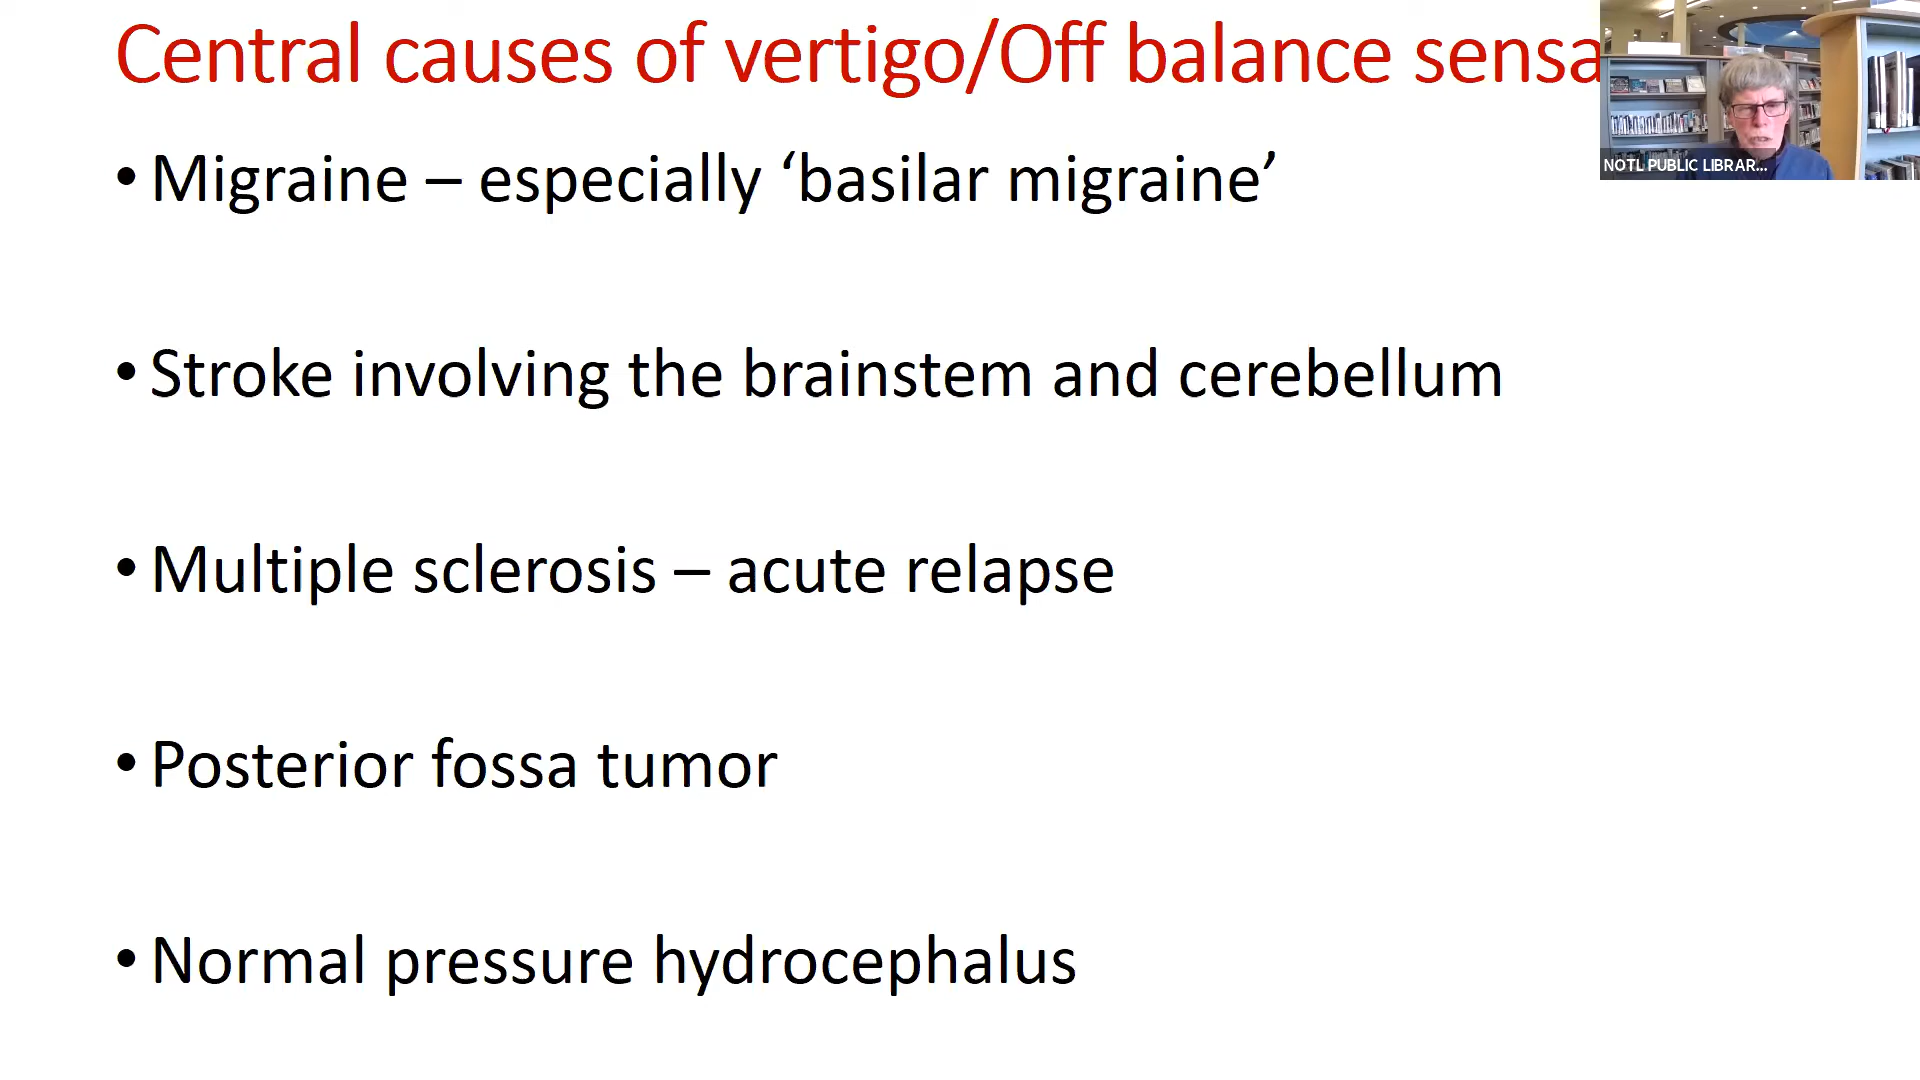 Central causes of vertigo/Off balance sensa
• Migraine – especially ‘basilar migraine’
• Stroke involving the brainstem and cerebellum
• Multiple sclerosis – acute relapse
• Posterior fossa tumor
• Normal pressure hydrocephalus
NOTL PUBLIC LIBRAR...